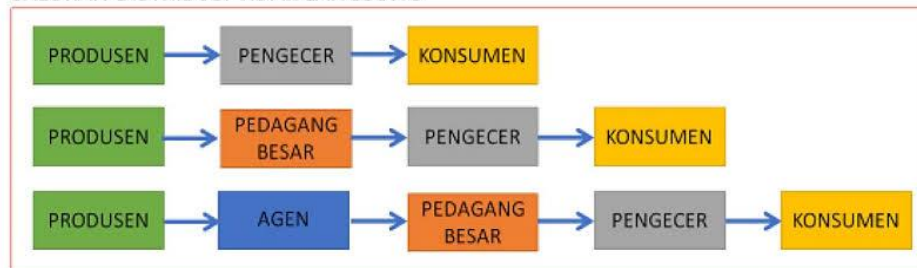 PRODUSEN PENGECER KONSUMEN
PRODUSEN PEDAGANG BESAR PENGECER KONSUMEN
PRODUSEN AGEN PEDAGANG BESAR PENGECER KONSUMEN